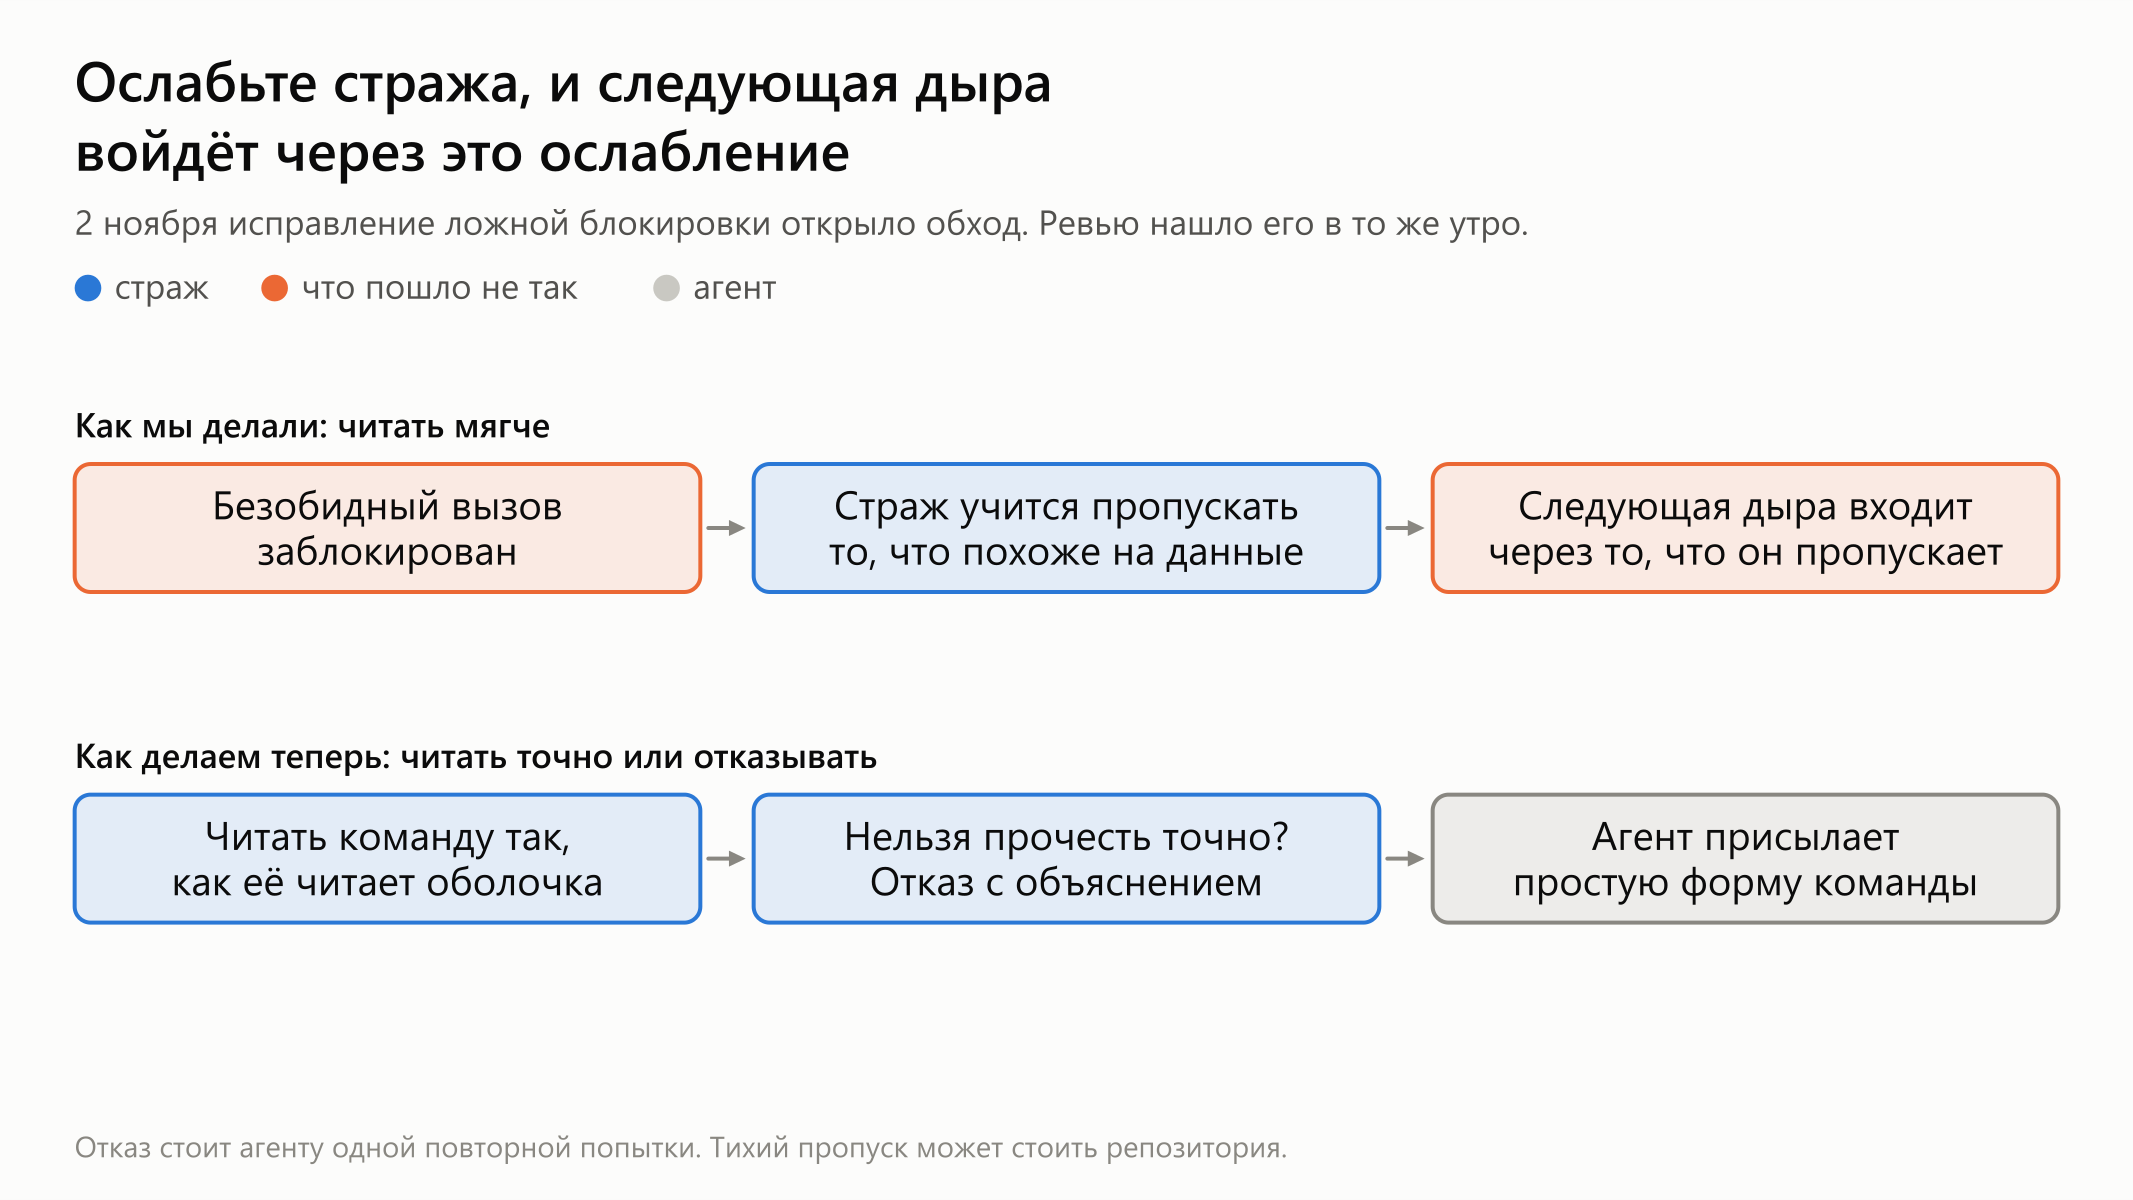 Ослабьте стража, и следующая дыра
войдёт через это ослабление
2 ноября исправление ложной блокировки открыло обход. Ревью нашло его в то же утро.
страж
что пошло не так
агент
Как мы делали: читать мягче
Безобидный вызов
заблокирован
Страж учится пропускать
то, что похоже на данные
Следующая дыра входит
через то, что он пропускает
Как делаем теперь: читать точно или отказывать
Читать команду так,
как её читает оболочка
Нельзя прочесть точно?
Отказ с объяснением
Агент присылает
простую форму команды
Отказ стоит агенту одной повторной попытки. Тихий пропуск может стоить репозитория.